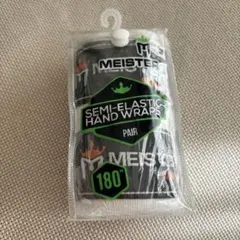 MEISTER
SEMI-ELASTIC
HAND WRAPS
PAIR
MEIST
180"